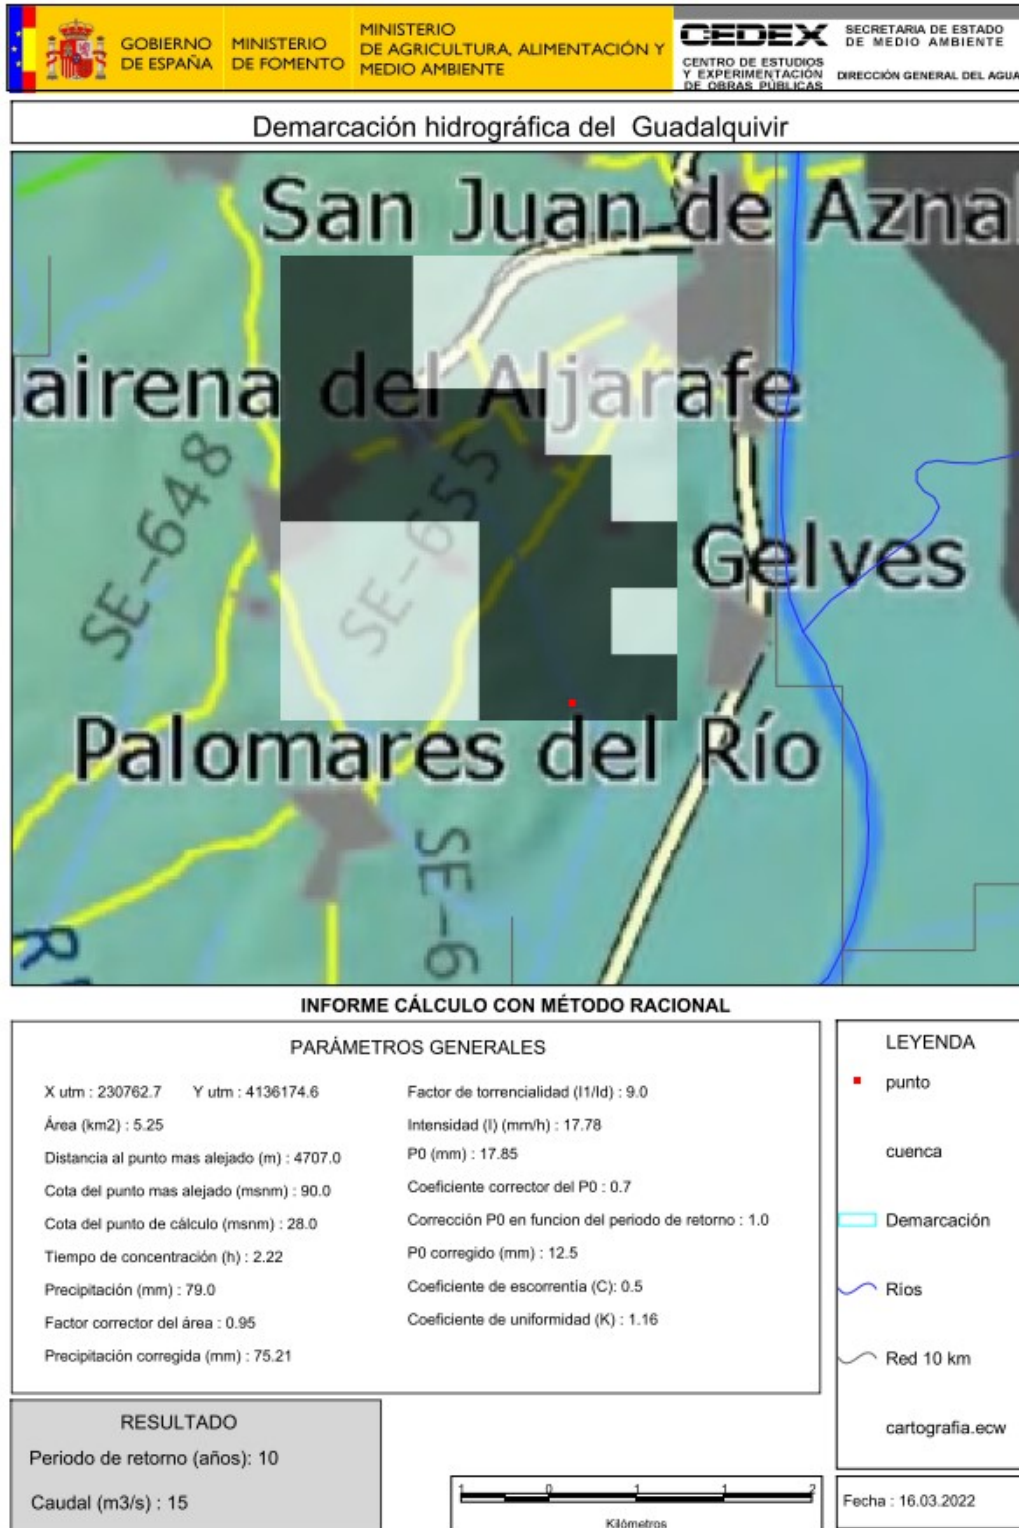 GOBIERNO
DE ESPAÑA
MINISTERIO
DE FOMENTO
MINISTERIO
DE AGRICULTURA, ALIMENTACIÓN Y
MEDIO AMBIENTE
CEDEX
CENTRO DE ESTUDIOS
Y EXPERIMENTACIÓN
DE OBRAS PÚBLICAS
SECRETARIA DE ESTADO
DE MEDIO AMBIENTE
DIRECCIÓN GENERAL DEL AGUA
Demarcación hidrográfica del Guadalquivir
San Juan de Aznal
airena del Aljarafe
SE-648
SE-655
Gelves
Palomares del Río
SE-6
R
INFORME CÁLCULO CON MÉTODO RACIONAL
PARÁMETROS GENERALES
X utm : 230762.7 Y utm : 4136174.6
Área (km2) : 5.25
Distancia al punto mas alejado (m) : 4707.0
Cota del punto mas alejado (msnm) : 90.0
Cota del punto de cálculo (msnm) : 28.0
Tiempo de concentración (h) : 2.22
Precipitación (mm) : 79.0
Factor corrector del área : 0.95
Precipitación corregida (mm) : 75.21
Factor de torrencialidad (I1/Id) : 9.0
Intensidad (I) (mm/h) : 17.78
P0 (mm) : 17.85
Coeficiente corrector del P0 : 0.7
Corrección P0 en funcion del periodo de retorno : 1.0
P0 corregido (mm) : 12.5
Coeficiente de escorrentía (C): 0.5
Coeficiente de uniformidad (K) : 1.16
LEYENDA
punto
cuenca
Demarcación
Rios
Red 10 km
cartografia.ecw
RESULTADO
Periodo de retorno (años): 10
Caudal (m3/s) : 15
1 0 1 2
Kilómetros
Fecha : 16.03.2022